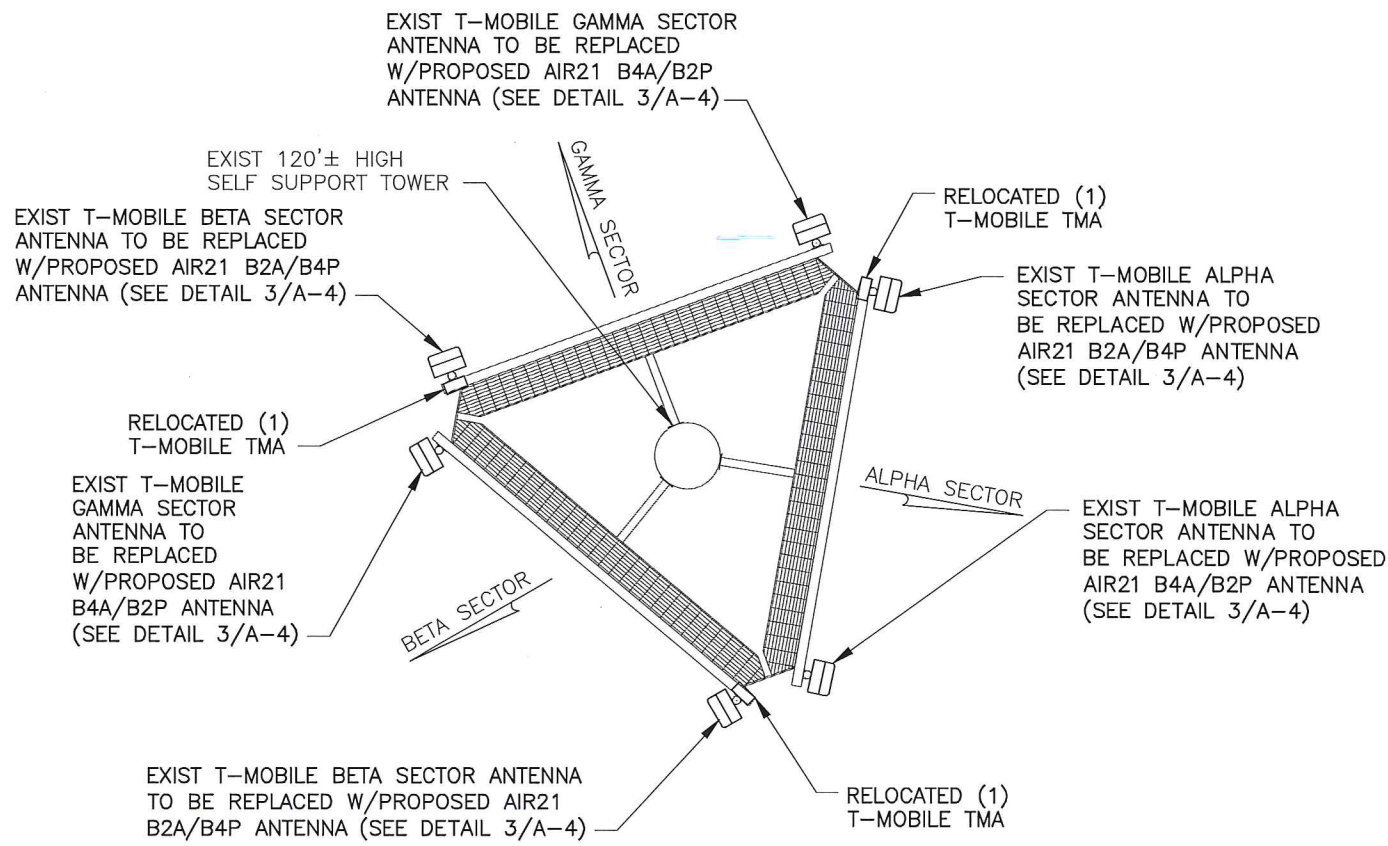 EXIST T-MOBILE GAMMA SECTOR
ANTENNA TO BE REPLACED
W/PROPOSED AIR21 B4A/B2P
ANTENNA (SEE DETAIL 3/A-4)
EXIST 120'± HIGH
SELF SUPPORT TOWER
GAMMA SECTOR
RELOCATED (1)
T-MOBILE TMA
EXIST T-MOBILE BETA SECTOR
ANTENNA TO BE REPLACED
W/PROPOSED AIR21 B2A/B4P
ANTENNA (SEE DETAIL 3/A-4)
EXIST T-MOBILE ALPHA
SECTOR ANTENNA TO
BE REPLACED W/PROPOSED
AIR21 B2A/B4P ANTENNA
(SEE DETAIL 3/A-4)
RELOCATED (1)
T-MOBILE TMA
EXIST T-MOBILE
GAMMA SECTOR
ANTENNA TO
BE REPLACED
W/PROPOSED AIR21
B4A/B2P ANTENNA
(SEE DETAIL 3/A-4)
ALPHA SECTOR
EXIST T-MOBILE ALPHA
SECTOR ANTENNA TO
BE REPLACED W/PROPOSED
AIR21 B4A/B2P ANTENNA
(SEE DETAIL 3/A-4)
BETA SECTOR
EXIST T-MOBILE BETA SECTOR ANTENNA
TO BE REPLACED W/PROPOSED AIR21
B2A/B4P ANTENNA (SEE DETAIL 3/A-4)
RELOCATED (1)
T-MOBILE TMA